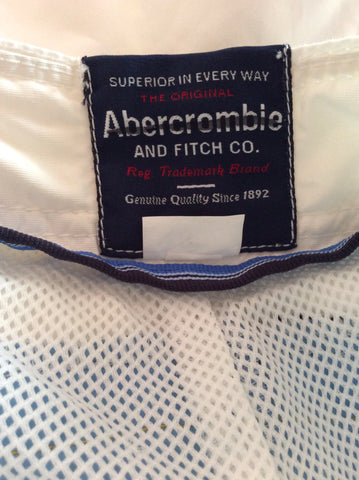 SUPERIOR IN EVERY WAY
THE ORIGINAL
Abercrombie
AND FITCH CO.
Reg. Trademark Brand
Genuine Quality Since 1892